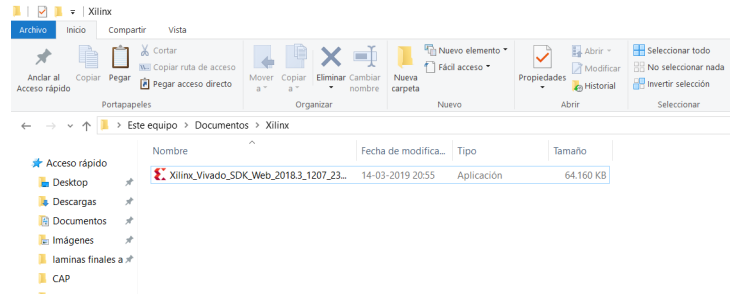 Xilinx
Archivo Inicio Compartir Vista
Anclar al Acceso rápido
Copiar
Pegar
Cortar
Copiar ruta de acceso
Pegar acceso directo
Portapapeles
Mover a
Copiar a
Eliminar
Cambiar nombre
Organizar
Nueva carpeta
Nuevo elemento
Fácil acceso
Nuevo
Propiedades
Abrir
Modificar
Historial
Abrir
Seleccionar todo
No seleccionar nada
Invertir selección
Seleccionar
Este equipo > Documentos > Xilinx
Nombre Fecha de modifica... Tipo Tamaño
Xilinx_Vivado_SDK_Web_2018.3_1207_23... 14-03-2019 20:55 Aplicación 64.160 KB
Acceso rápido
Desktop
Descargas
Documentos
Imágenes
laminas finales a
CAP